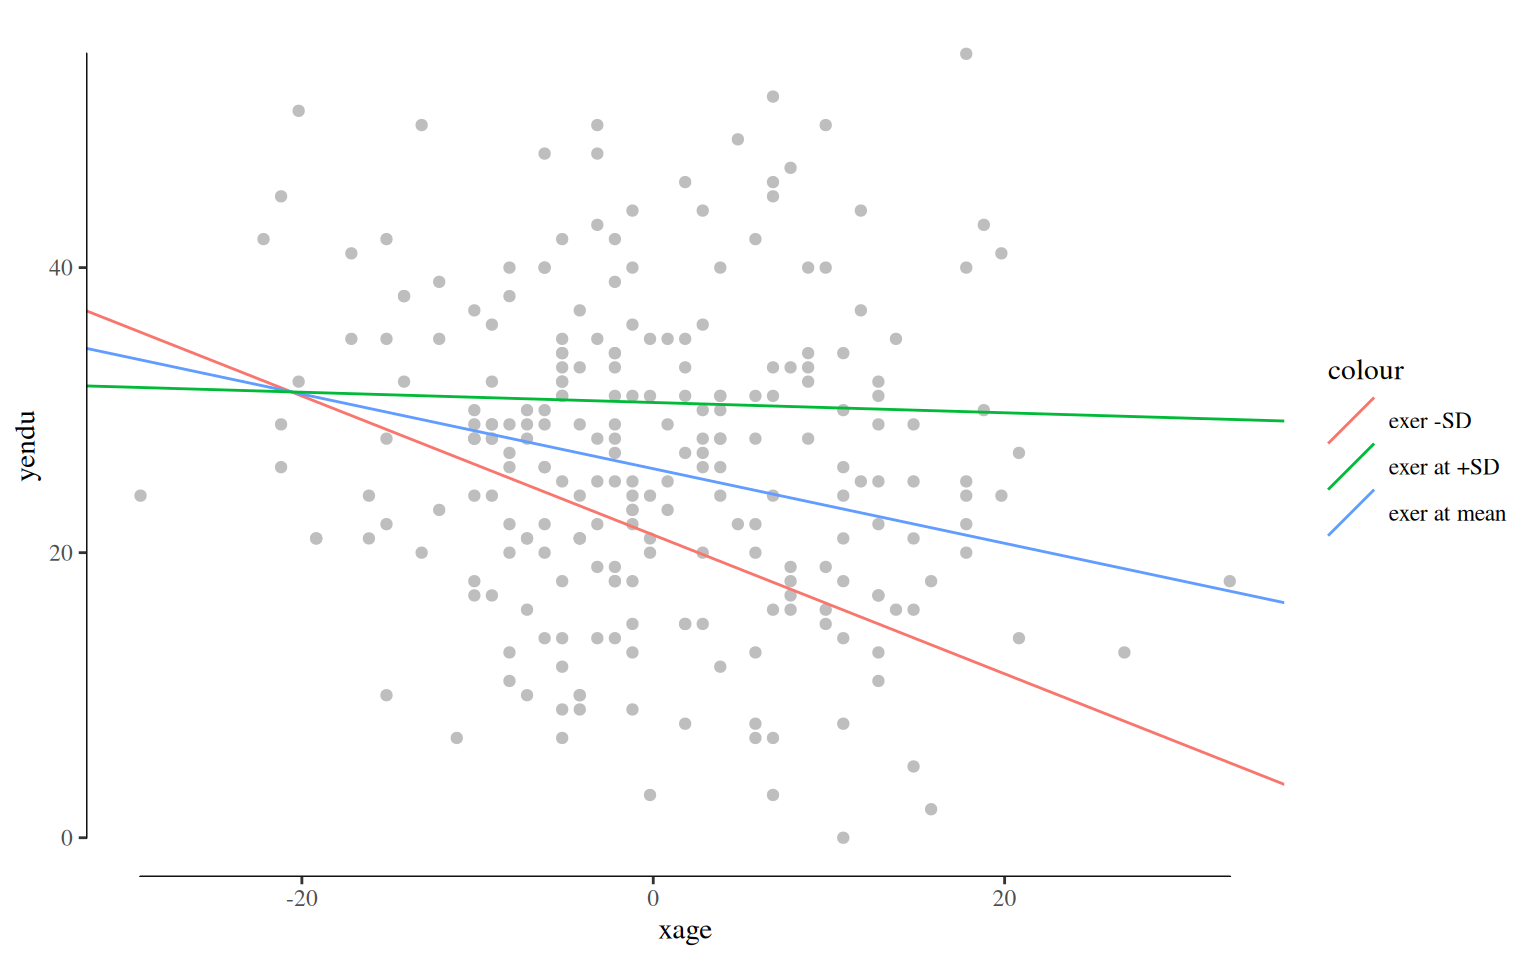 40
20
0
yendu
-20
0
20
xage
colour
exer -SD
exer at +SD
exer at mean